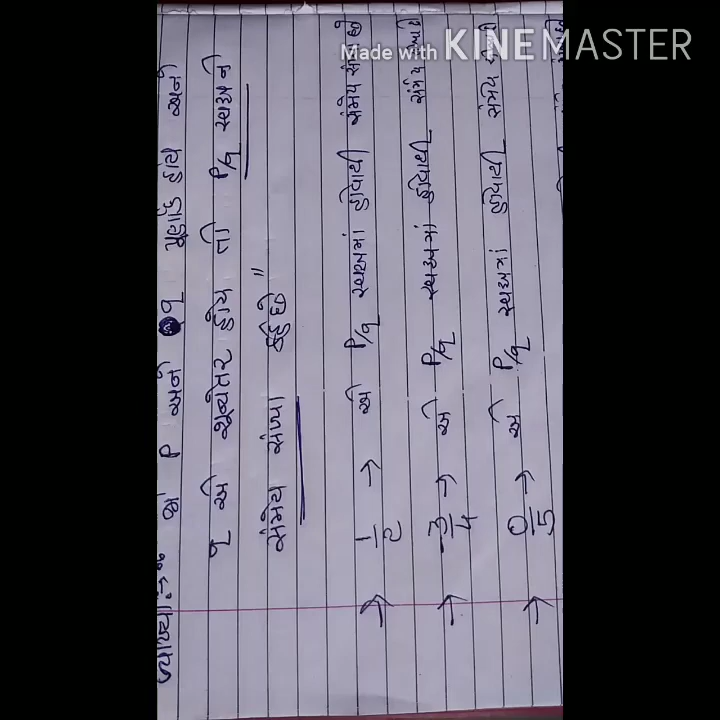 વ્યાખ્યા :→ " જો P અને q પૂર્ણાંક હોય અને
q એ શૂન્યેતર હોય તો P/q સ્વરૂપની
સંમેય સંખ્યા કહે છે "
→ 1/2 → એ P/q સ્વરૂપમાં હોવાથી સંમેય સંખ્યા છે
→ -3/4 → એ P/q સ્વરૂપમાં હોવાથી સંમેય
→ 0/5 → એ P/q સ્વરૂપમાં હોવાથી સંમેય
Made with KINEMASTER